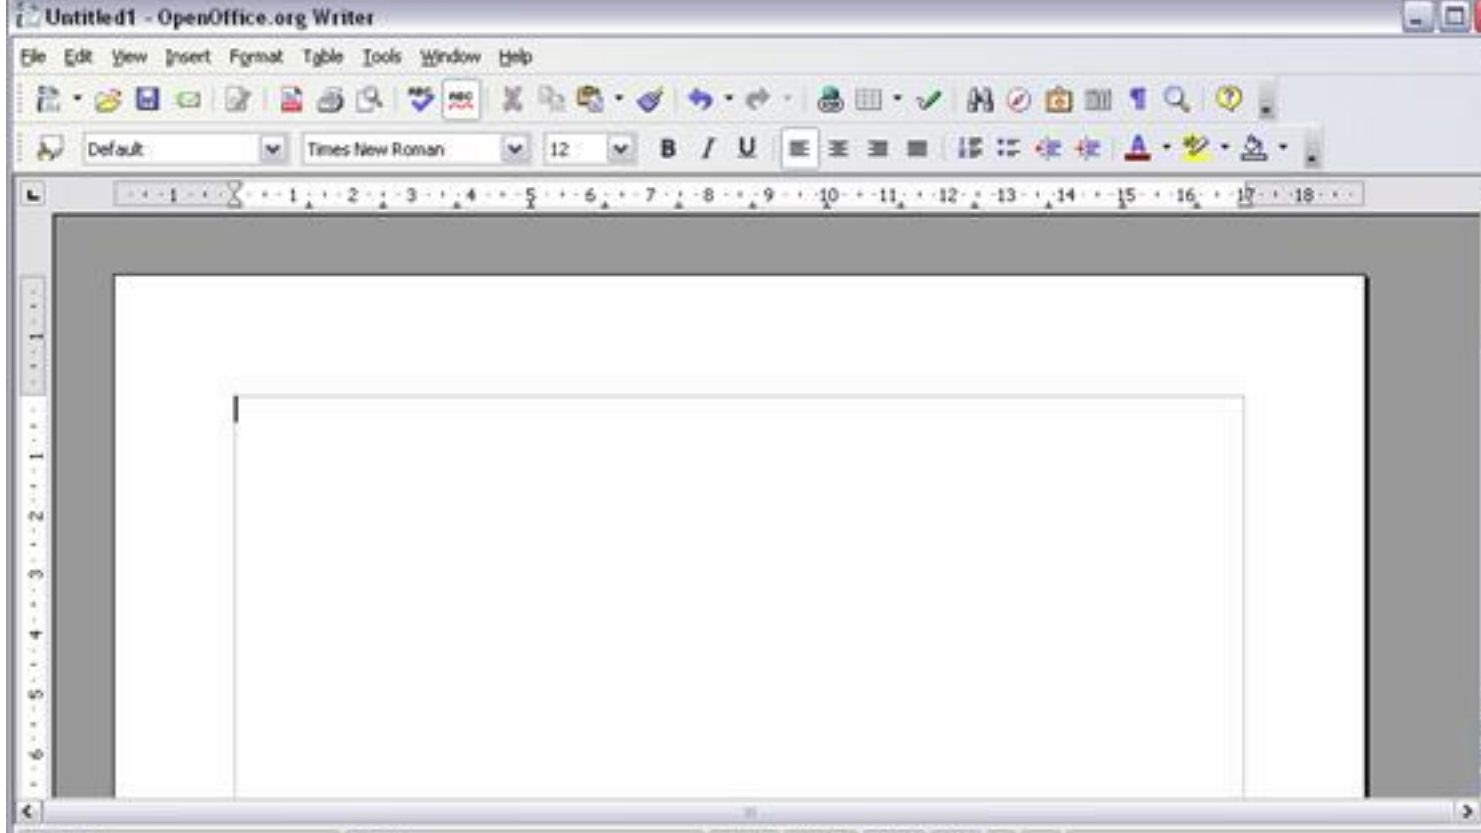 Untitled1 - OpenOffice.org Writer
File Edit View Insert Format Table Tools Window Help
ABC ABC
Default Times New Roman 12 B I U A
1 1 2 3 4 5 6 7 8 9 10 11 12 13 14 15 16 17 18
1
1
2
3
4
5
6